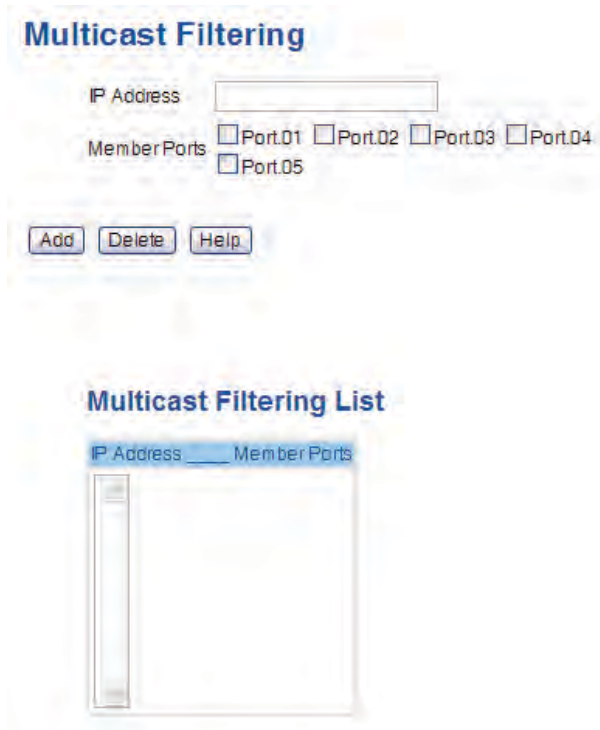 Multicast Filtering
IP Address
Member Ports
Port.01 Port.02 Port.03 Port.04
Port.05
Add Delete Help
Multicast Filtering List
IP Address ____ Member Ports